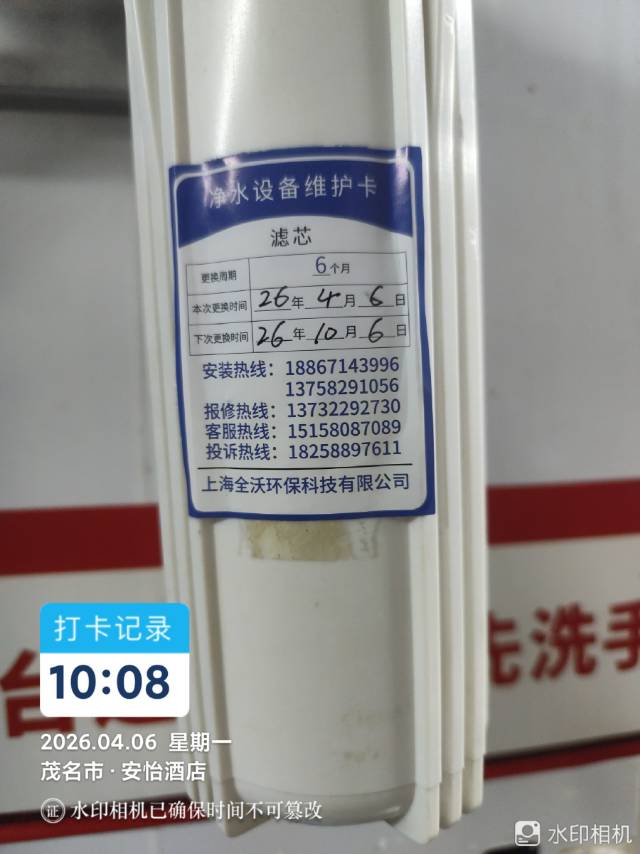 净水设备维护卡
滤芯
更换周期 6个月
本次更换时间 26年4月6日
下次更换时间 26年10月6日
安装热线：18867143996
13758291056
报修热线：13732292730
客服热线：15158087089
投诉热线：18258897611
上海全沃环保科技有限公司
台
先洗手
打卡记录
10:08
2026.04.06 星期一
茂名市·安怡酒店
证 水印相机已确保时间不可篡改
水印相机